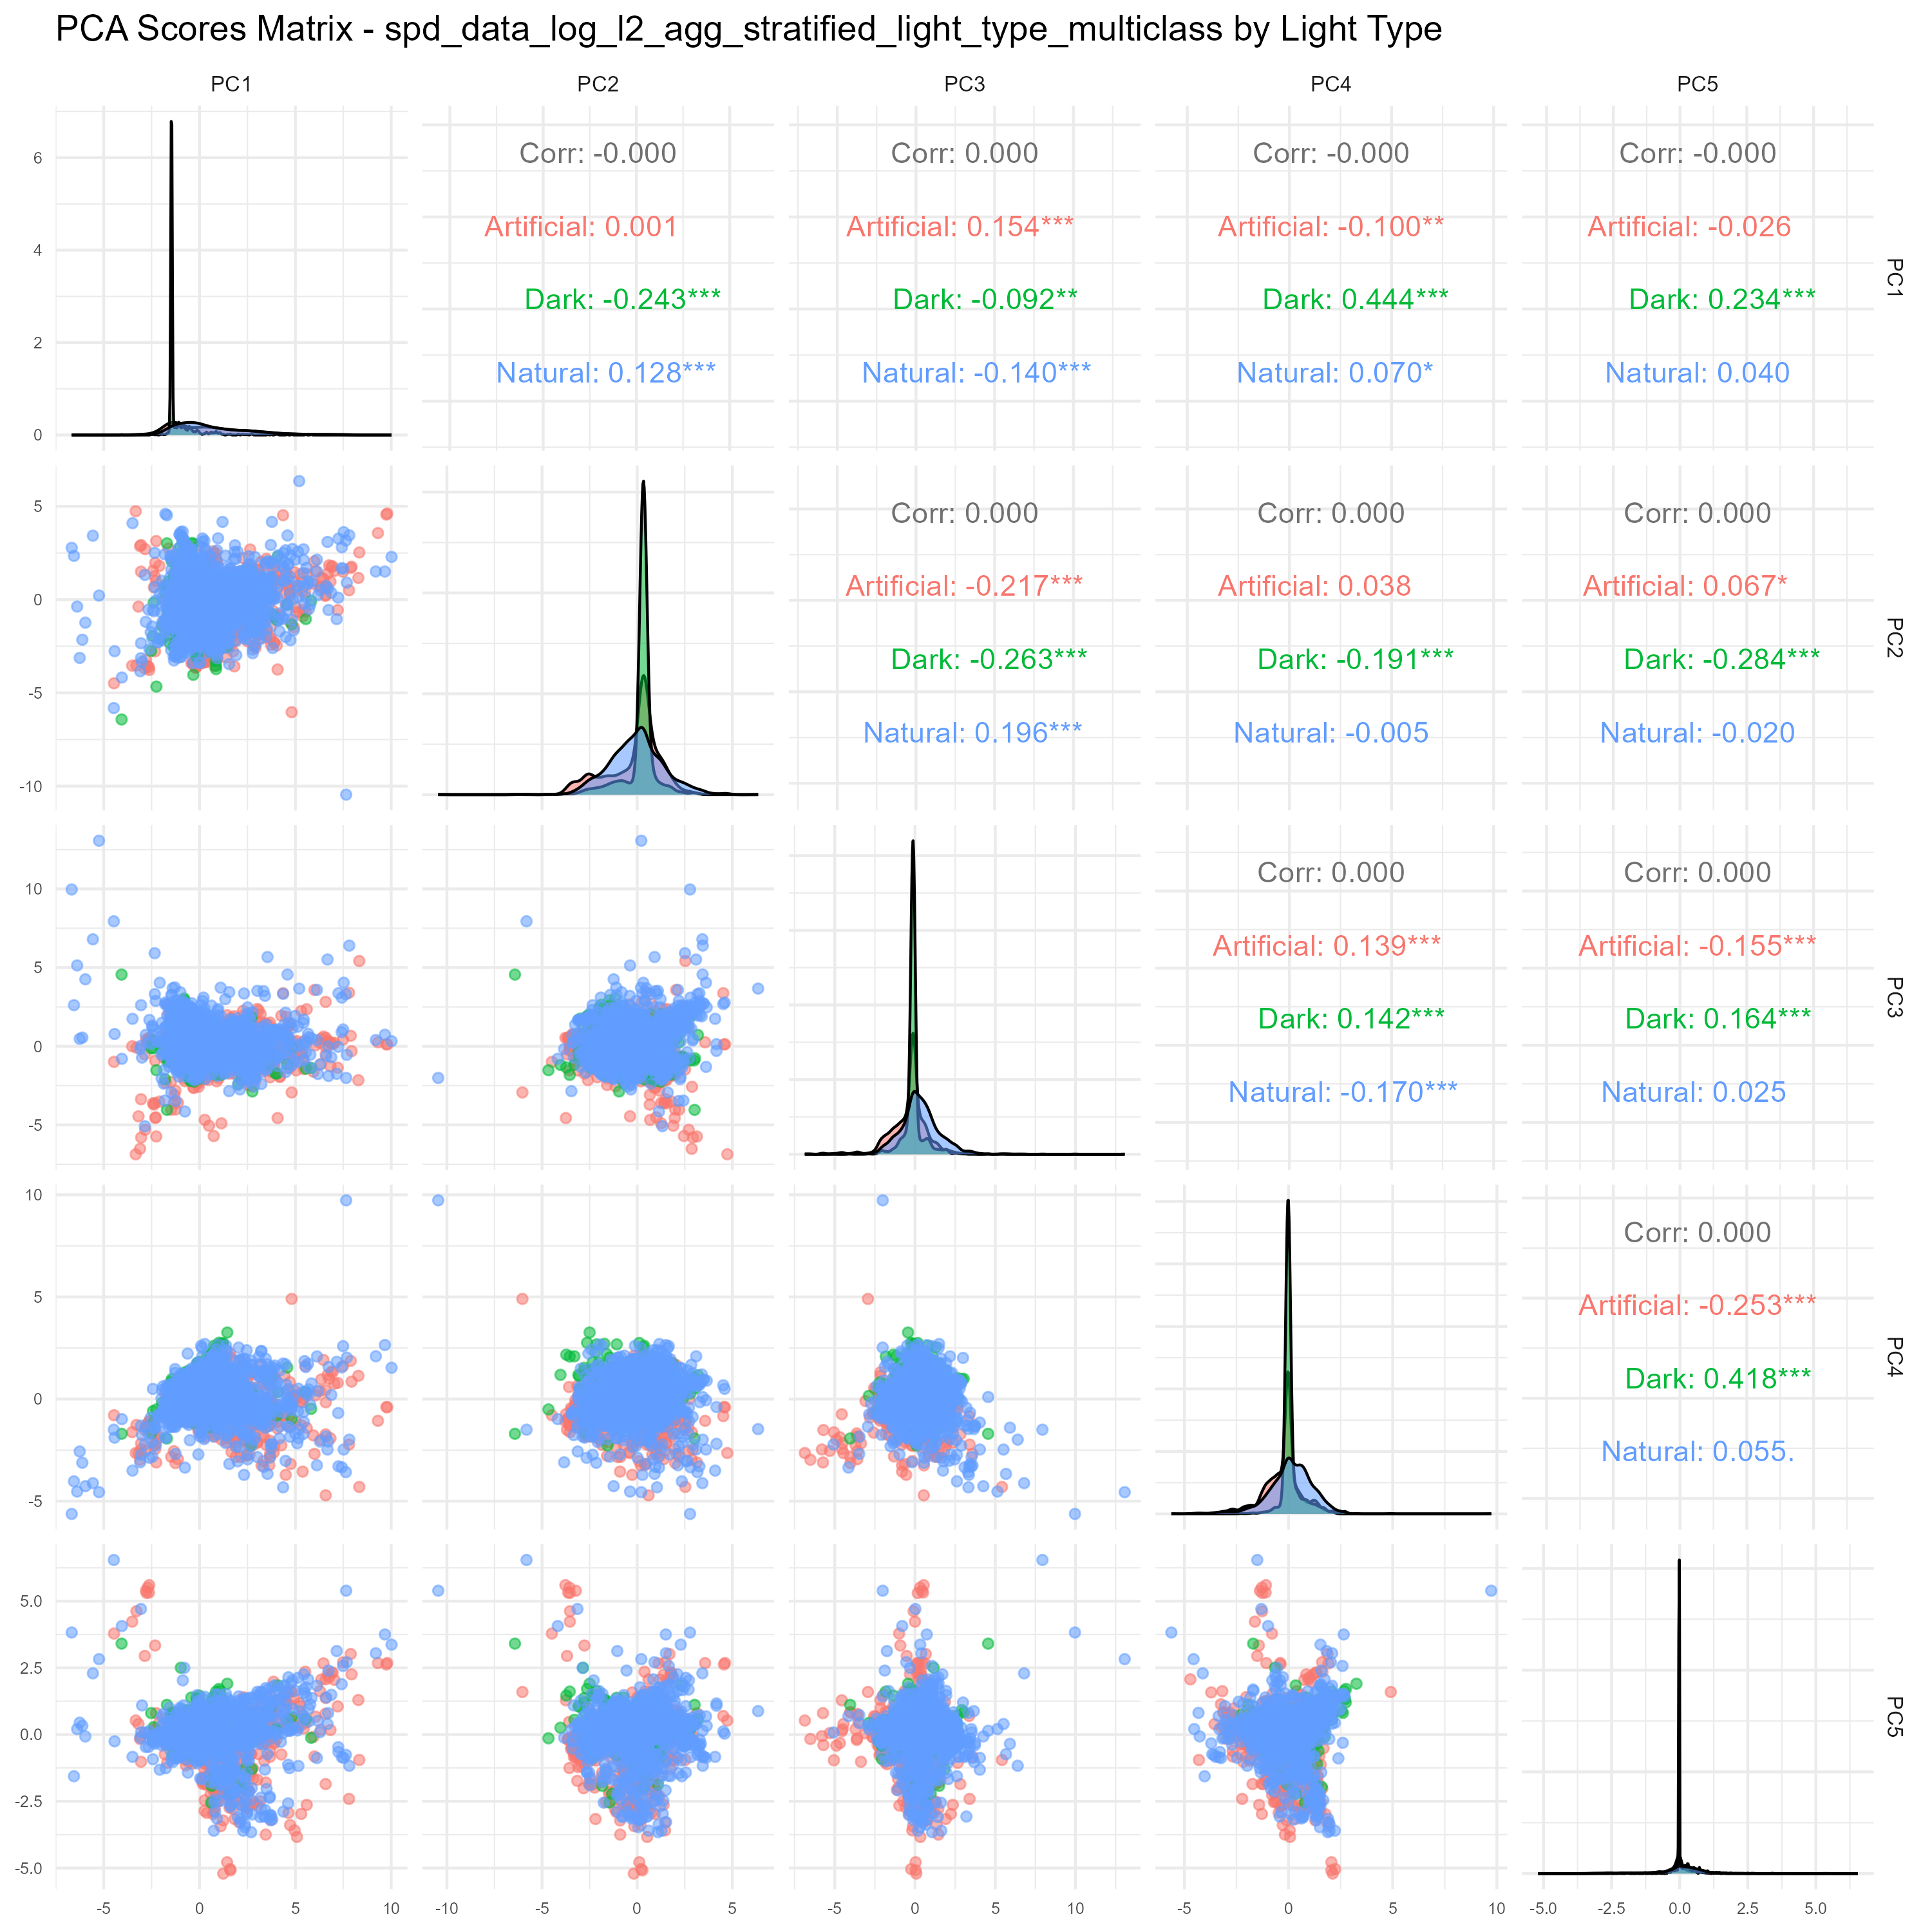 PCA Scores Matrix - spd_data_log_l2_agg_stratified_light_type_multiclass by Light Type
PC1 PC2 PC3 PC4 PC5
6
4
2
0
Corr: -0.000
Artificial: 0.001
Dark: -0.243***
Natural: 0.128***
Corr: 0.000
Artificial: 0.154***
Dark: -0.092**
Natural: -0.140***
Corr: -0.000
Artificial: -0.100**
Dark: 0.444***
Natural: 0.070*
Corr: -0.000
Artificial: -0.026
Dark: 0.234***
Natural: 0.040
PC1
5
0
-5
-10
Corr: 0.000
Artificial: -0.217***
Dark: -0.263***
Natural: 0.196***
Corr: 0.000
Artificial: 0.038
Dark: -0.191***
Natural: -0.005
Corr: 0.000
Artificial: 0.067*
Dark: -0.284***
Natural: -0.020
PC2
10
5
0
-5
Corr: 0.000
Artificial: 0.139***
Dark: 0.142***
Natural: -0.170***
Corr: 0.000
Artificial: -0.155***
Dark: 0.164***
Natural: 0.025
PC3
10
5
0
-5
Corr: 0.000
Artificial: -0.253***
Dark: 0.418***
Natural: 0.055.
PC4
5.0
2.5
0.0
-2.5
-5.0
PC5
-5 0 5 10
-10 -5 0 5
-5 0 5 10
-5 0 5 10
-5.0 -2.5 0.0 2.5 5.0